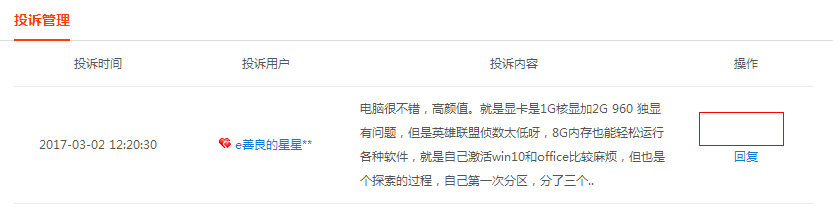 投诉管理
投诉时间 投诉用户 投诉内容 操作
电脑很不错，高颜值。就是显卡是1G核显加2G 960 独显
有问题，但是英雄联盟侦数太低呀，8G内存也能轻松运行
2017-03-02 12:20:30 e善良的星星** 各种软件，就是自己激活win10和office比较麻烦，但也是
个探索的过程，自己第一次分区，分了三个..
回复